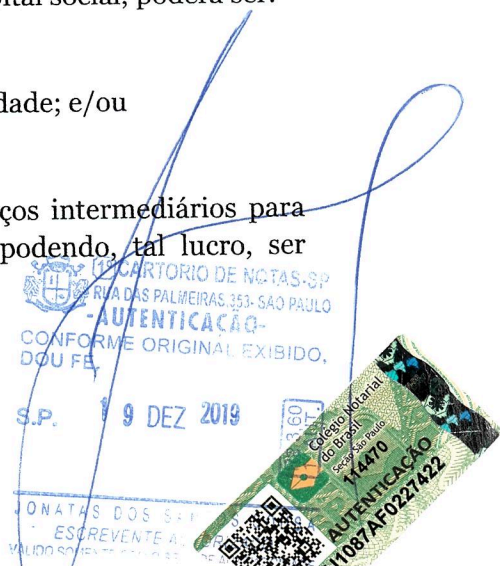 social, poderá ser:
dade; e/ou
ços intermediários para
podendo, tal lucro, ser
CARTORIO DE NOTAS-SP
RUA DAS PALMEIRAS, 353- SÃO PAULO
-AUTENTICAÇÃO-
CONFORME ORIGINAL EXIBIDO,
DOU FÉ,
S.P. 19 DEZ 2019
JONATAS DOS
ESCREVENTE
Colégio Notarial
do Brasil
Seção São Paulo
114470
AUTENTICAÇÃO
1087AF0227422